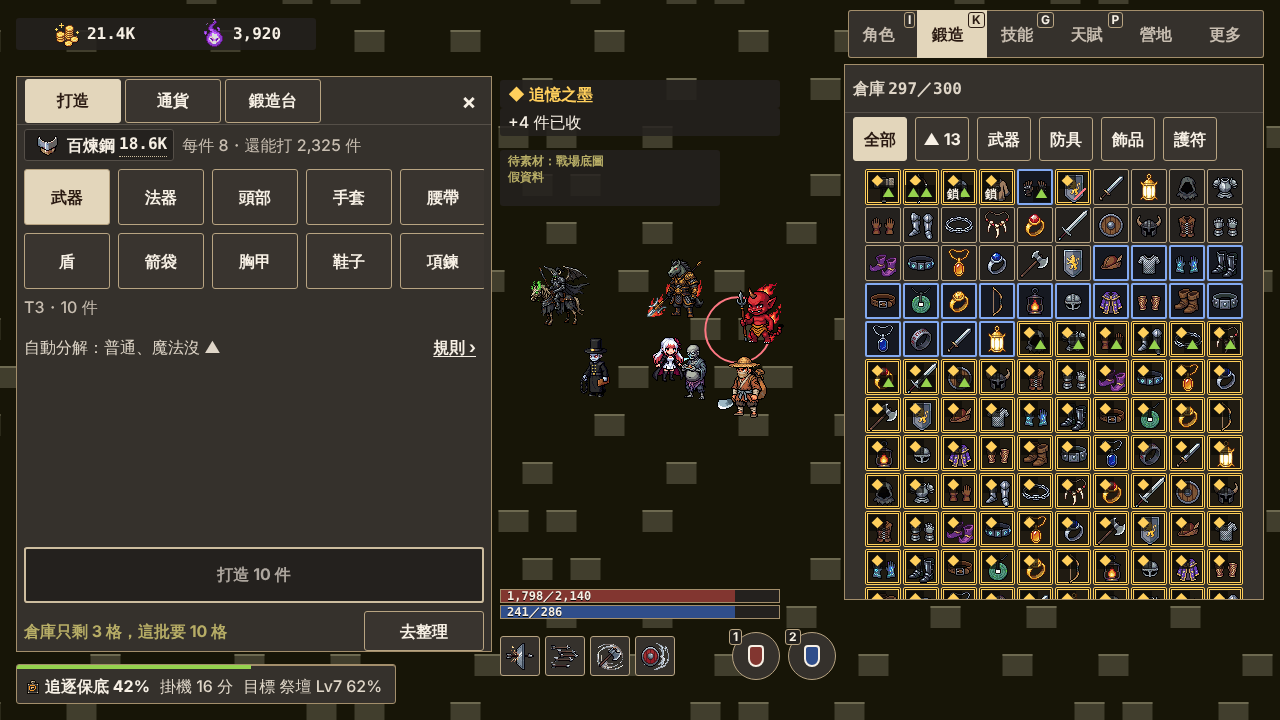 21.4K 3,920
角色 I 鍛造 K 技能 G 天賦 P 營地 更多
打造 通貨 鍛造台 ×
百煉鋼 18.6K 每件 8・還能打 2,325 件
武器 法器 頭部 手套 腰帶
盾 箭袋 胸甲 鞋子 項鍊
T3・10 件
自動分解：普通、魔法沒 ▲
規則 ›
打造 10 件
倉庫只剩 3 格，這批要 10 格
去整理
追逐保底 42% 掛機 16 分 目標 祭壇 Lv7 62%
◆ 追憶之墨
+4 件已收
待素材：戰場底圖
假資料
1,798／2,140
241／286
1 2
倉庫 297／300
全部 ▲ 13 武器 防具 飾品 護符
鎖 鎖